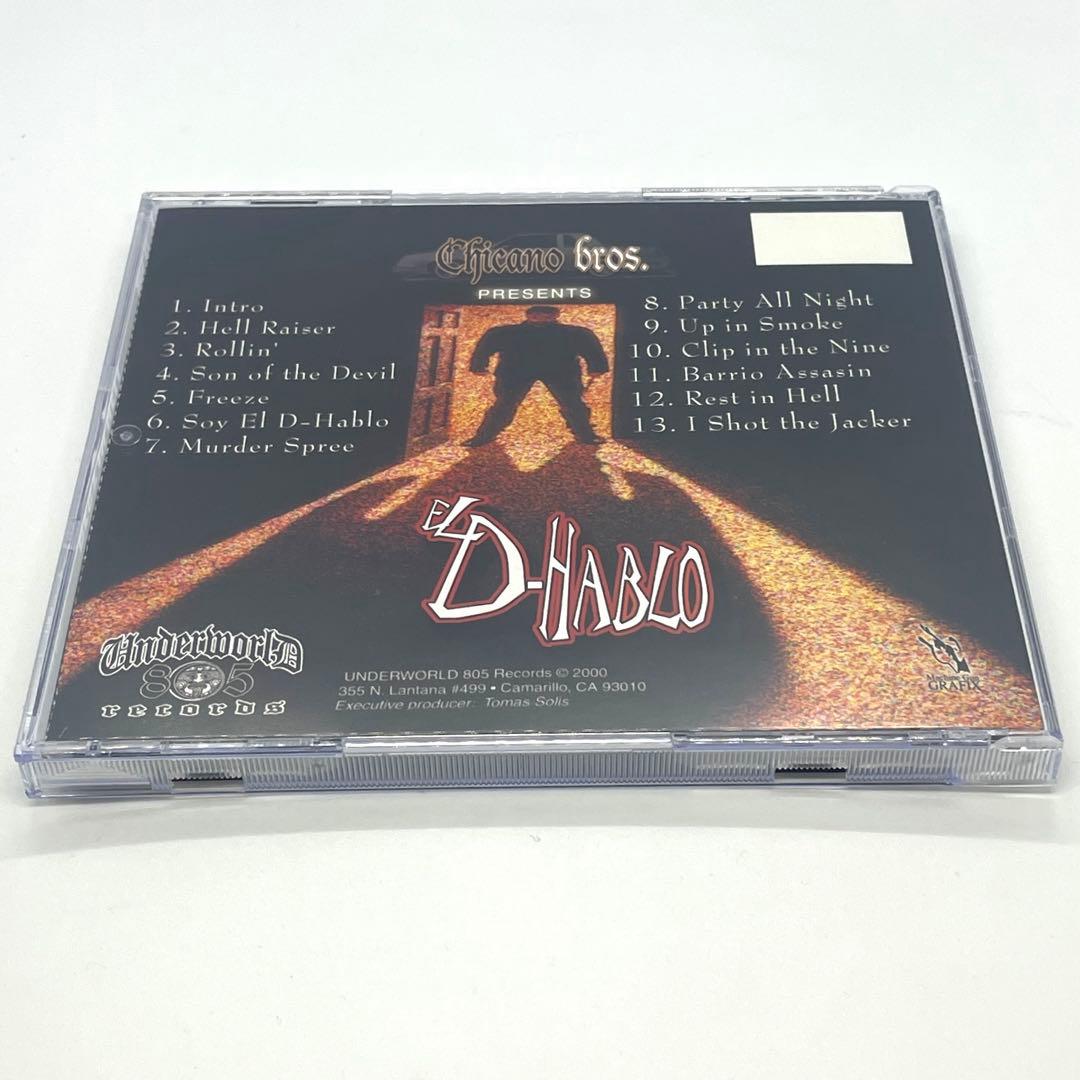 Chicano bros.
PRESENTS
1. Intro
2. Hell Raiser
3. Rollin'
4. Son of the Devil
5. Freeze
6. Soy El D-Hablo
7. Murder Spree
8. Party All Night
9. Up in Smoke
10. Clip in the Nine
11. Barrio Assasin
12. Rest in Hell
13. I Shot the Jacker
EL D-HABLO
UnderworlD
805
records
UNDERWORLD 805 Records © 2000
355 N. Lantana #499 • Camarillo, CA 93010
Executive producer: Tomas Solis
GRAFIX